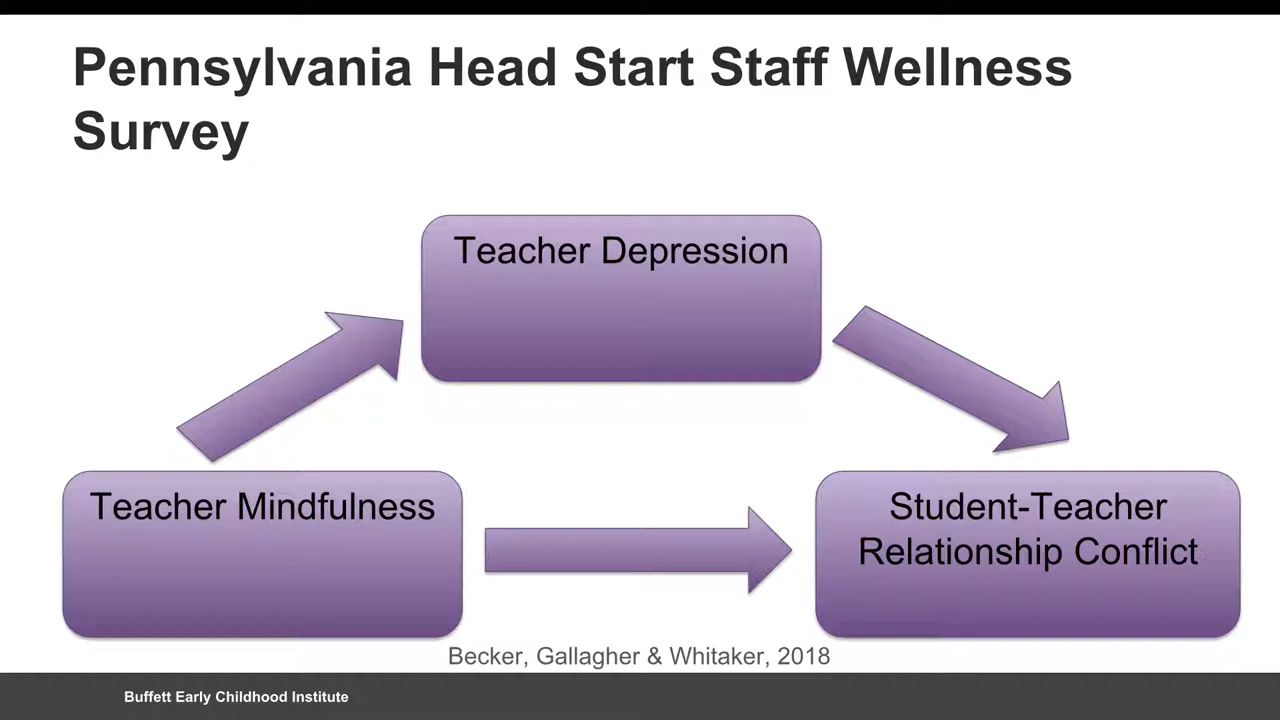 Pennsylvania Head Start Staff Wellness
Survey
Teacher Depression
Teacher Mindfulness
Student-Teacher
Relationship Conflict
Becker, Gallagher & Whitaker, 2018
Buffett Early Childhood Institute